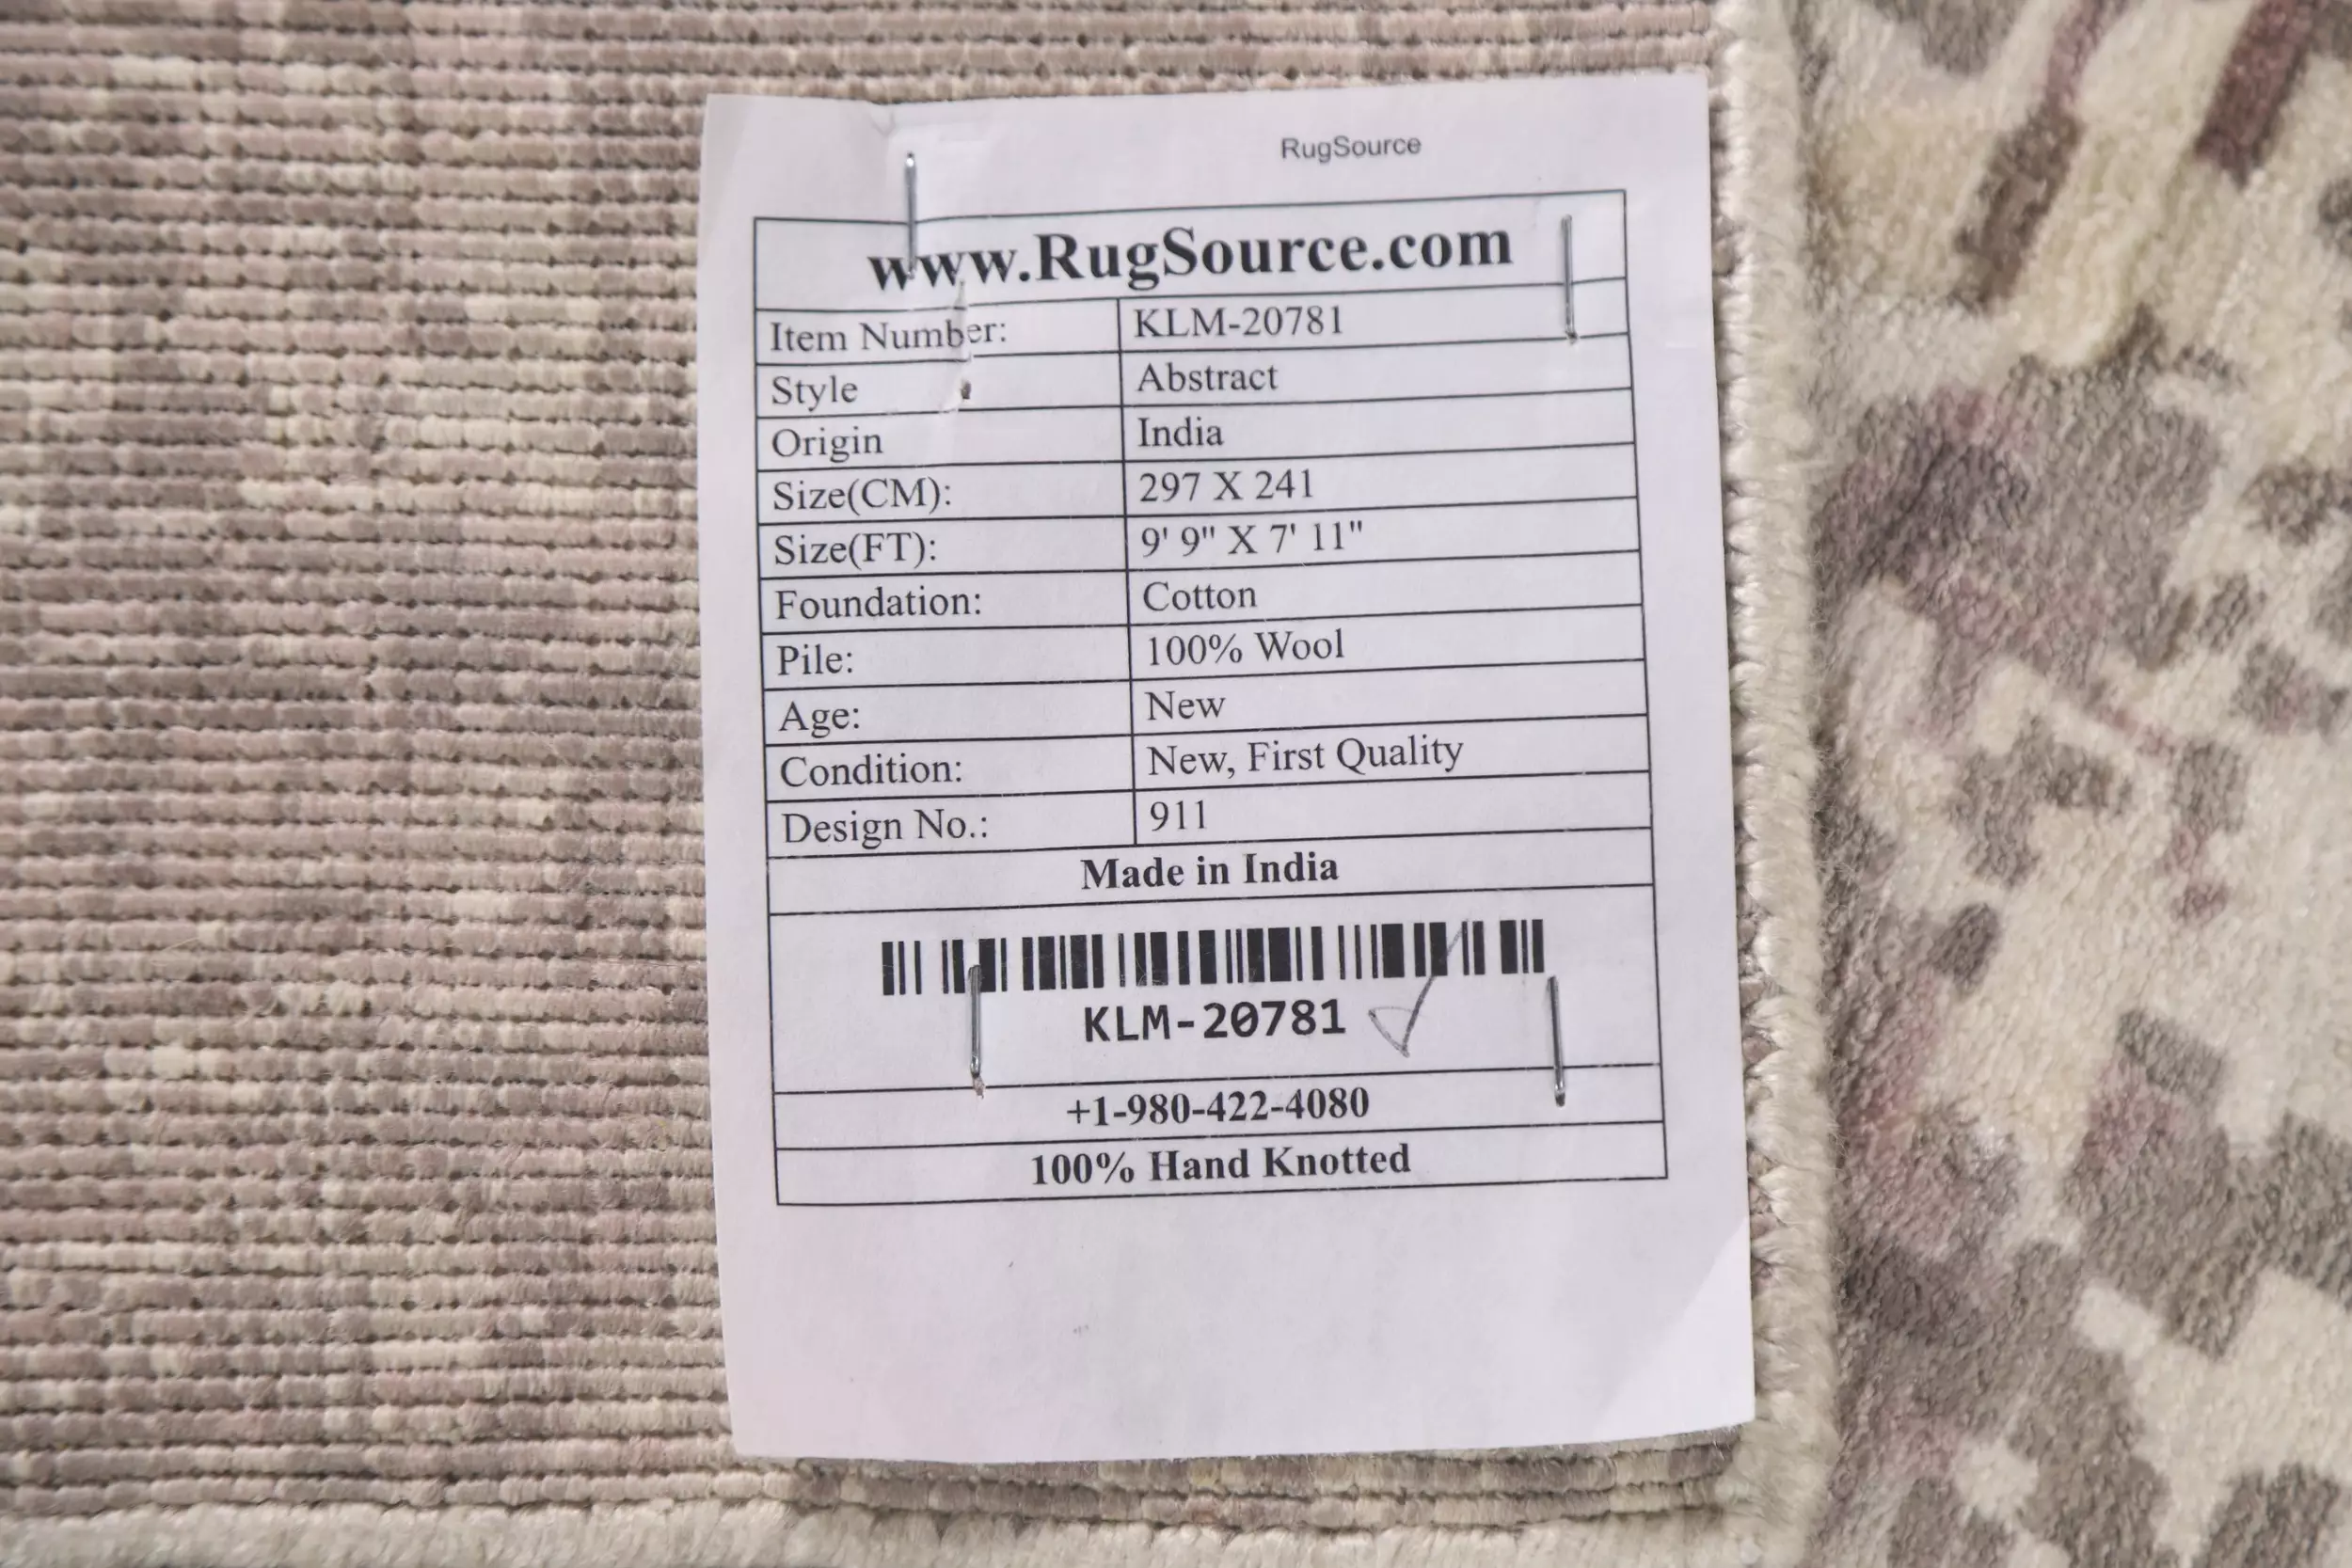 RugSource
www.RugSource.com
Item Number: KLM-20781
Style Abstract
Origin India
Size(CM): 297 X 241
Size(FT): 9' 9" X 7' 11"
Foundation: Cotton
Pile: 100% Wool
Age: New
Condition: New, First Quality
Design No.: 911
Made in India
KLM-20781
+1-980-422-4080
100% Hand Knotted